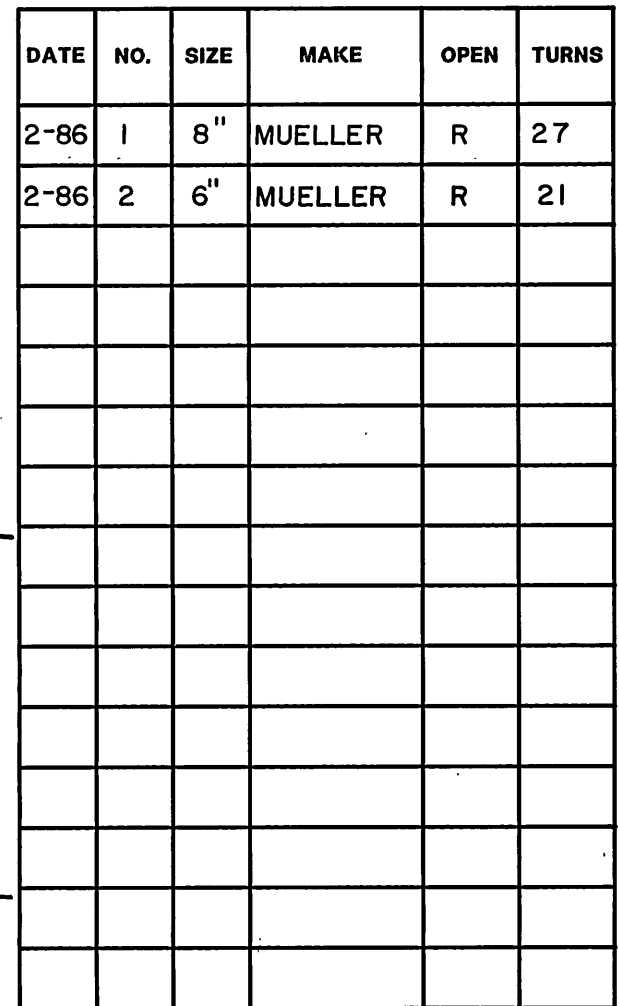 DATE NO. SIZE MAKE OPEN TURNS
2-86 1 8" MUELLER R 27
2-86 2 6" MUELLER R 21